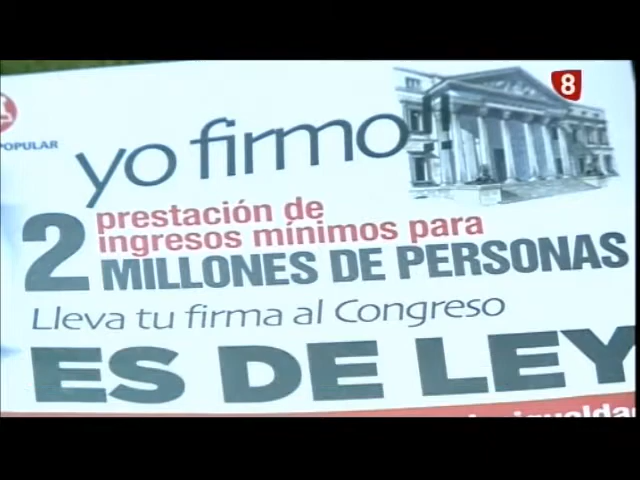 8
POPULAR
yo firmo
prestación de
ingresos mínimos para
2 MILLONES DE PERSONAS
Lleva tu firma al Congreso
ES DE LEY